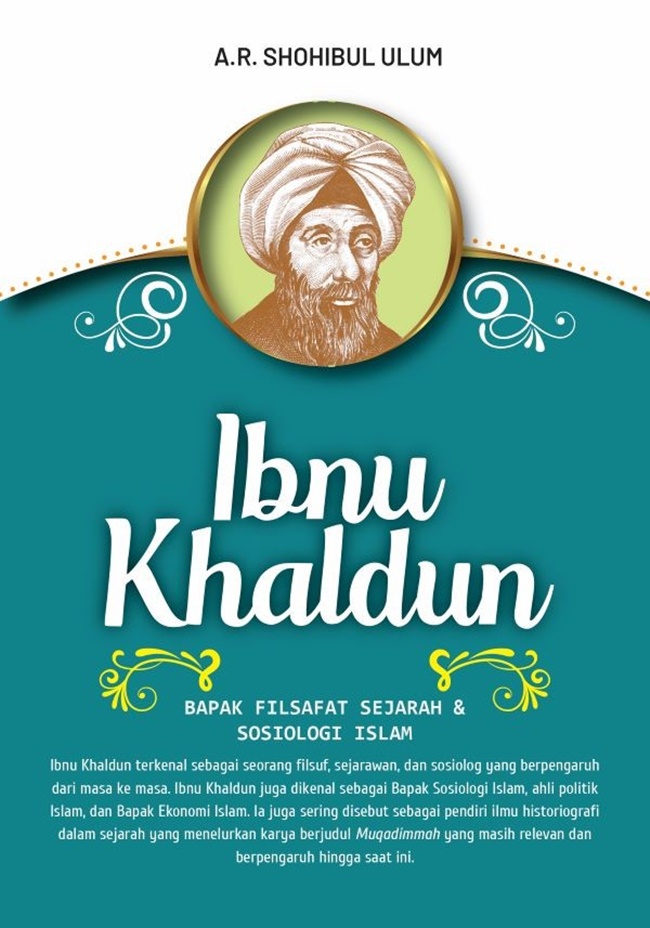 A.R. SHOHIBUL ULUM
Ibnu
Khaldun
BAPAK FILSAFAT SEJARAH &
SOSIOLOGI ISLAM
Ibnu Khaldun terkenal sebagai seorang filsuf, sejarawan, dan sosiolog yang berpengaruh
dari masa ke masa. Ibnu Khaldun juga dikenal sebagai Bapak Sosiologi Islam, ahli politik
Islam, dan Bapak Ekonomi Islam. Ia juga sering disebut sebagai pendiri ilmu historiografi
dalam sejarah yang menelurkan karya berjudul Muqadimmah yang masih relevan dan
berpengaruh hingga saat ini.